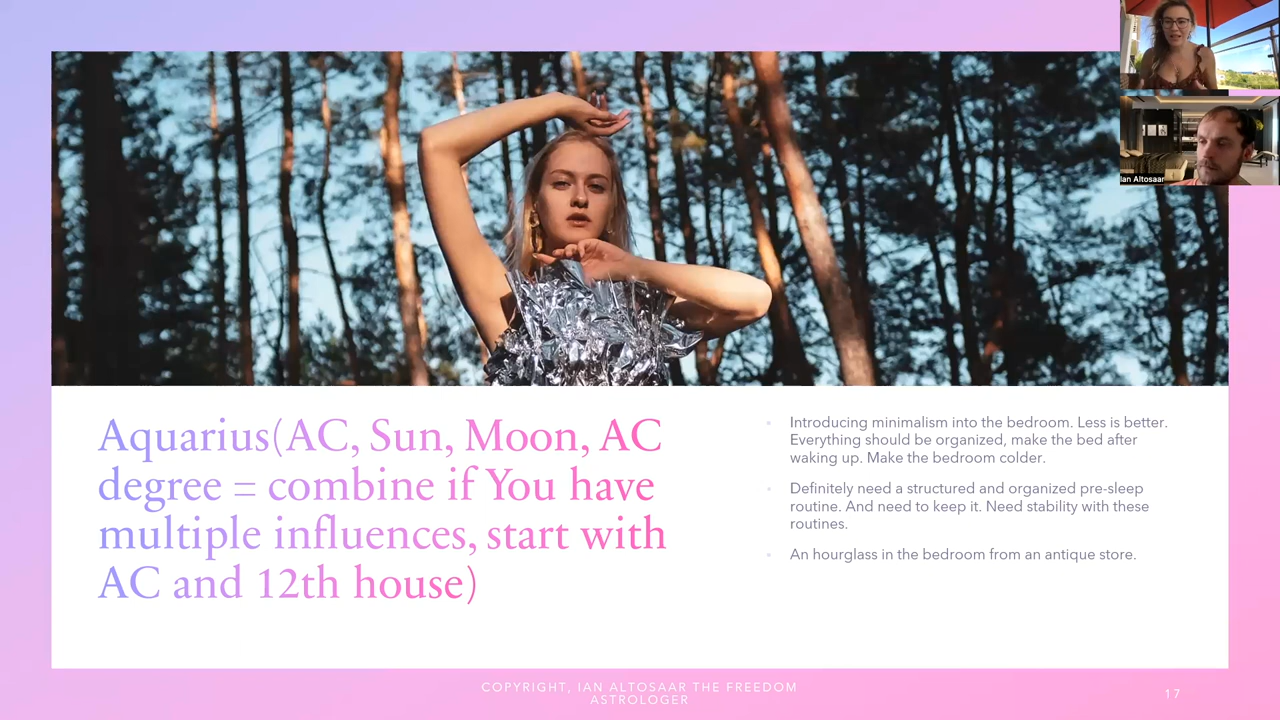 Ian Altosaar
Aquarius(AC, Sun, Moon, AC
degree = combine if You have
multiple influences, start with
AC and 12th house)
Introducing minimalism into the bedroom. Less is better.
Everything should be organized, make the bed after
waking up. Make the bedroom colder.
Definitely need a structured and organized pre-sleep
routine. And need to keep it. Need stability with these
routines.
An hourglass in the bedroom from an antique store.
COPYRIGHT, IAN ALTOSAAR THE FREEDOM
ASTROLOGER
17